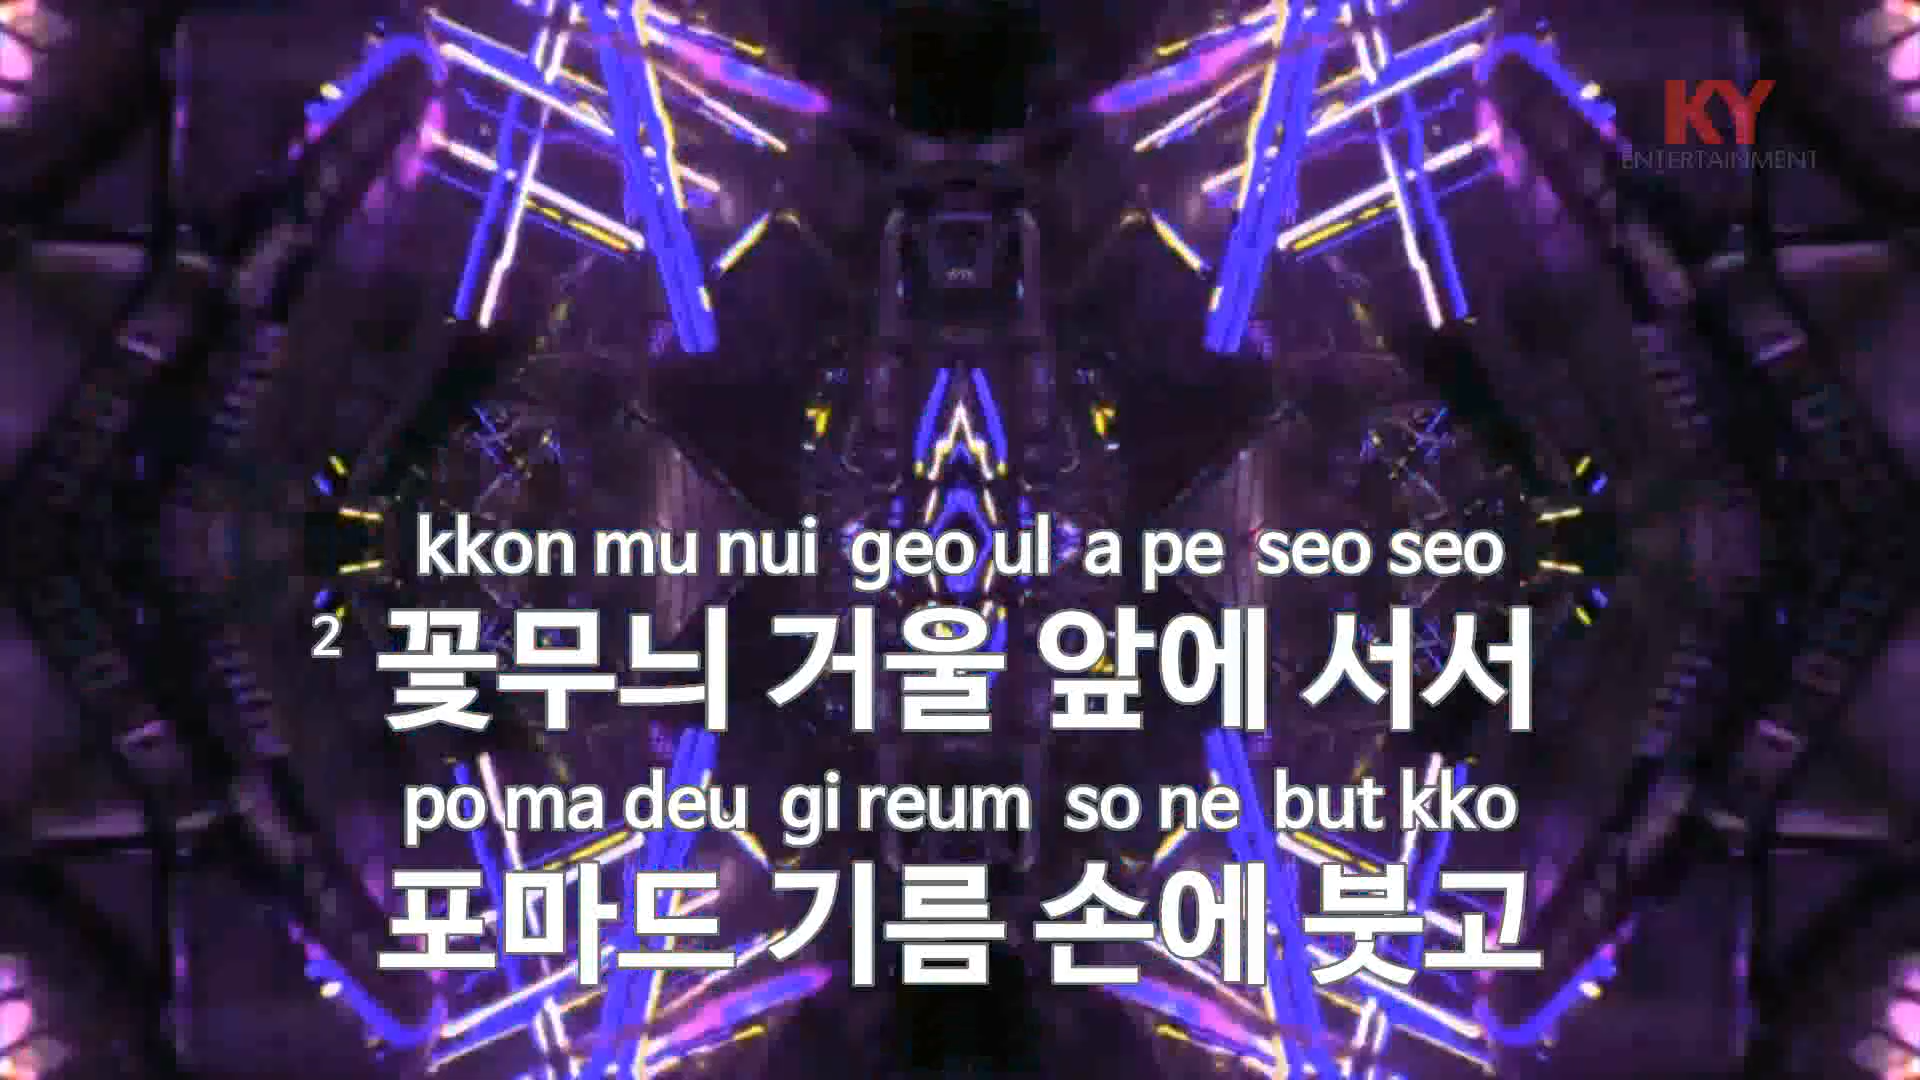 KY
ENTERTAINMENT
kkon mu nui geo ul a pe seo seo
2 꽃무늬 거울 앞에 서서
po ma deu gi reum so ne but kko
포마드 기름 손에 붓고